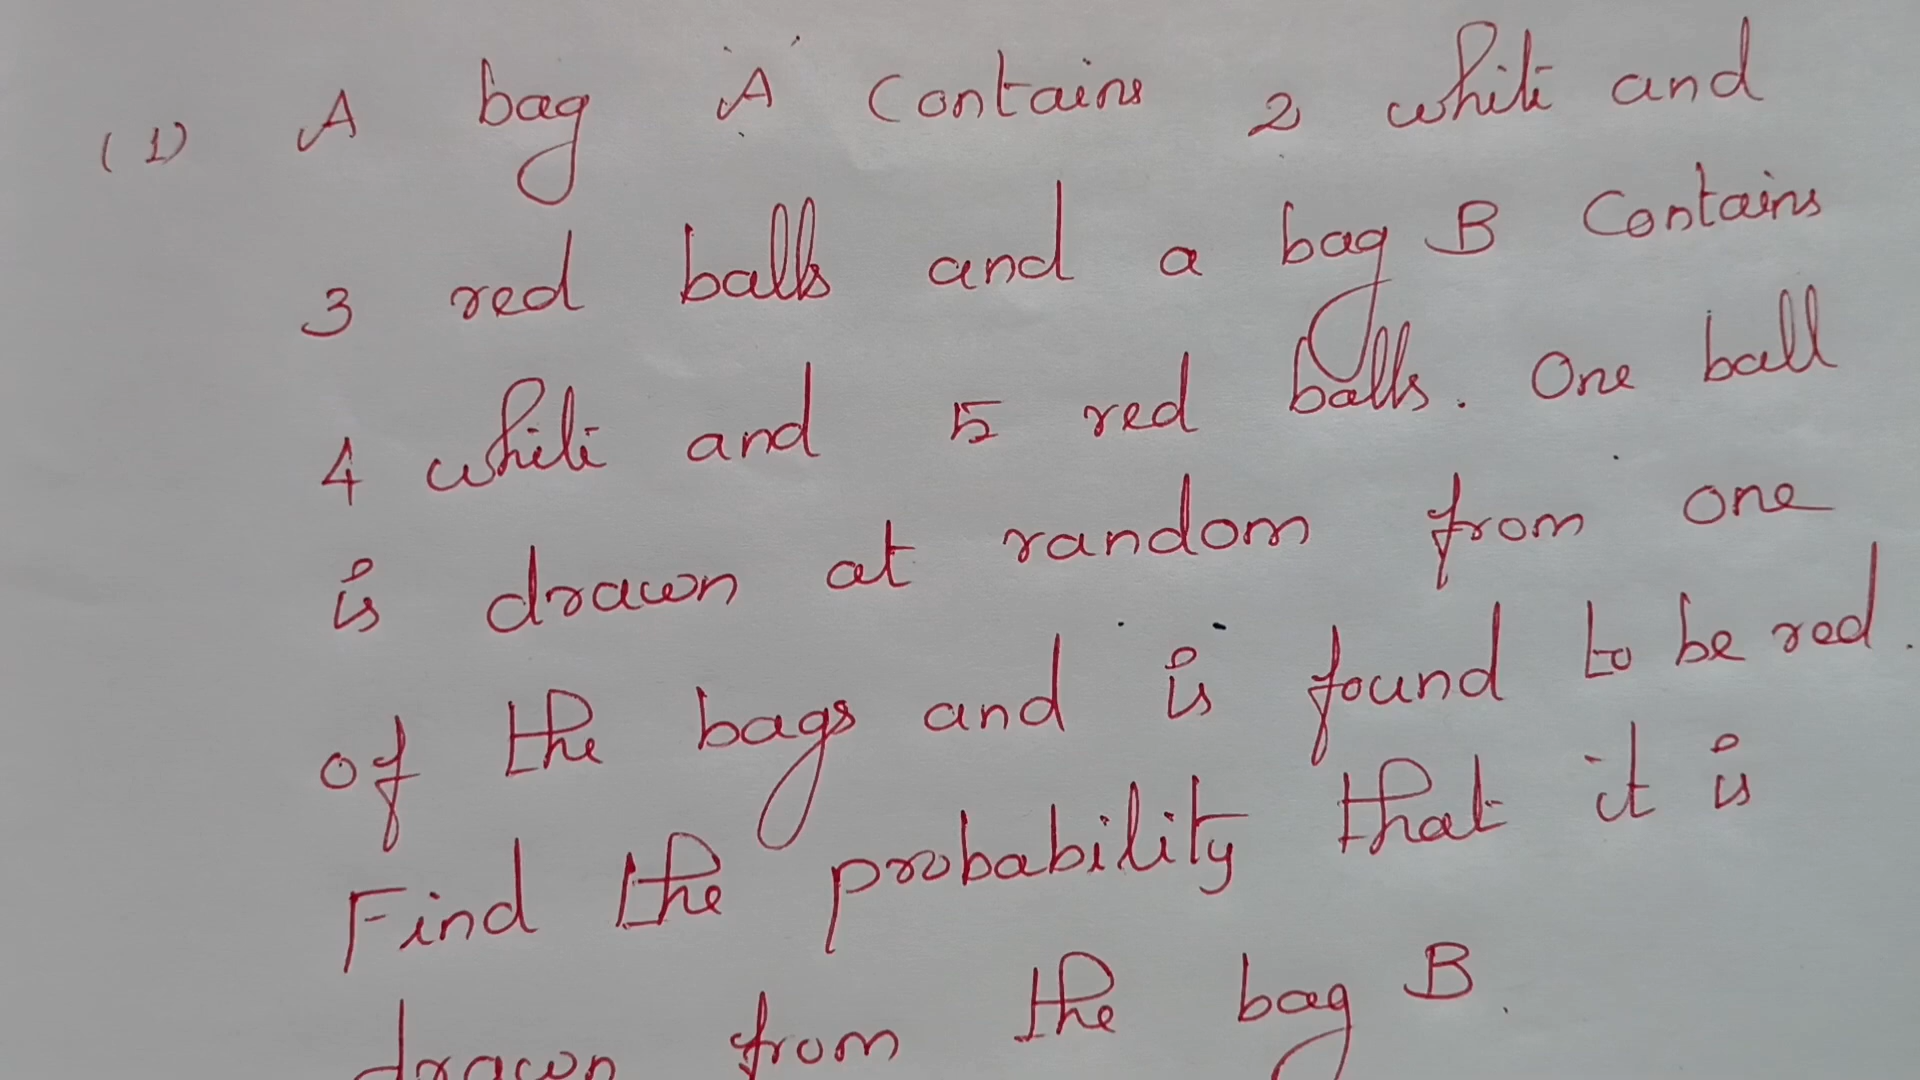 (1) A bag A contains 2 white and
3 red balls and a bag B contains
4 white and 5 red balls. One ball
is drawn at random from one
of the bags and is found to be red.
Find the probability that it is
drawn from the bag B.